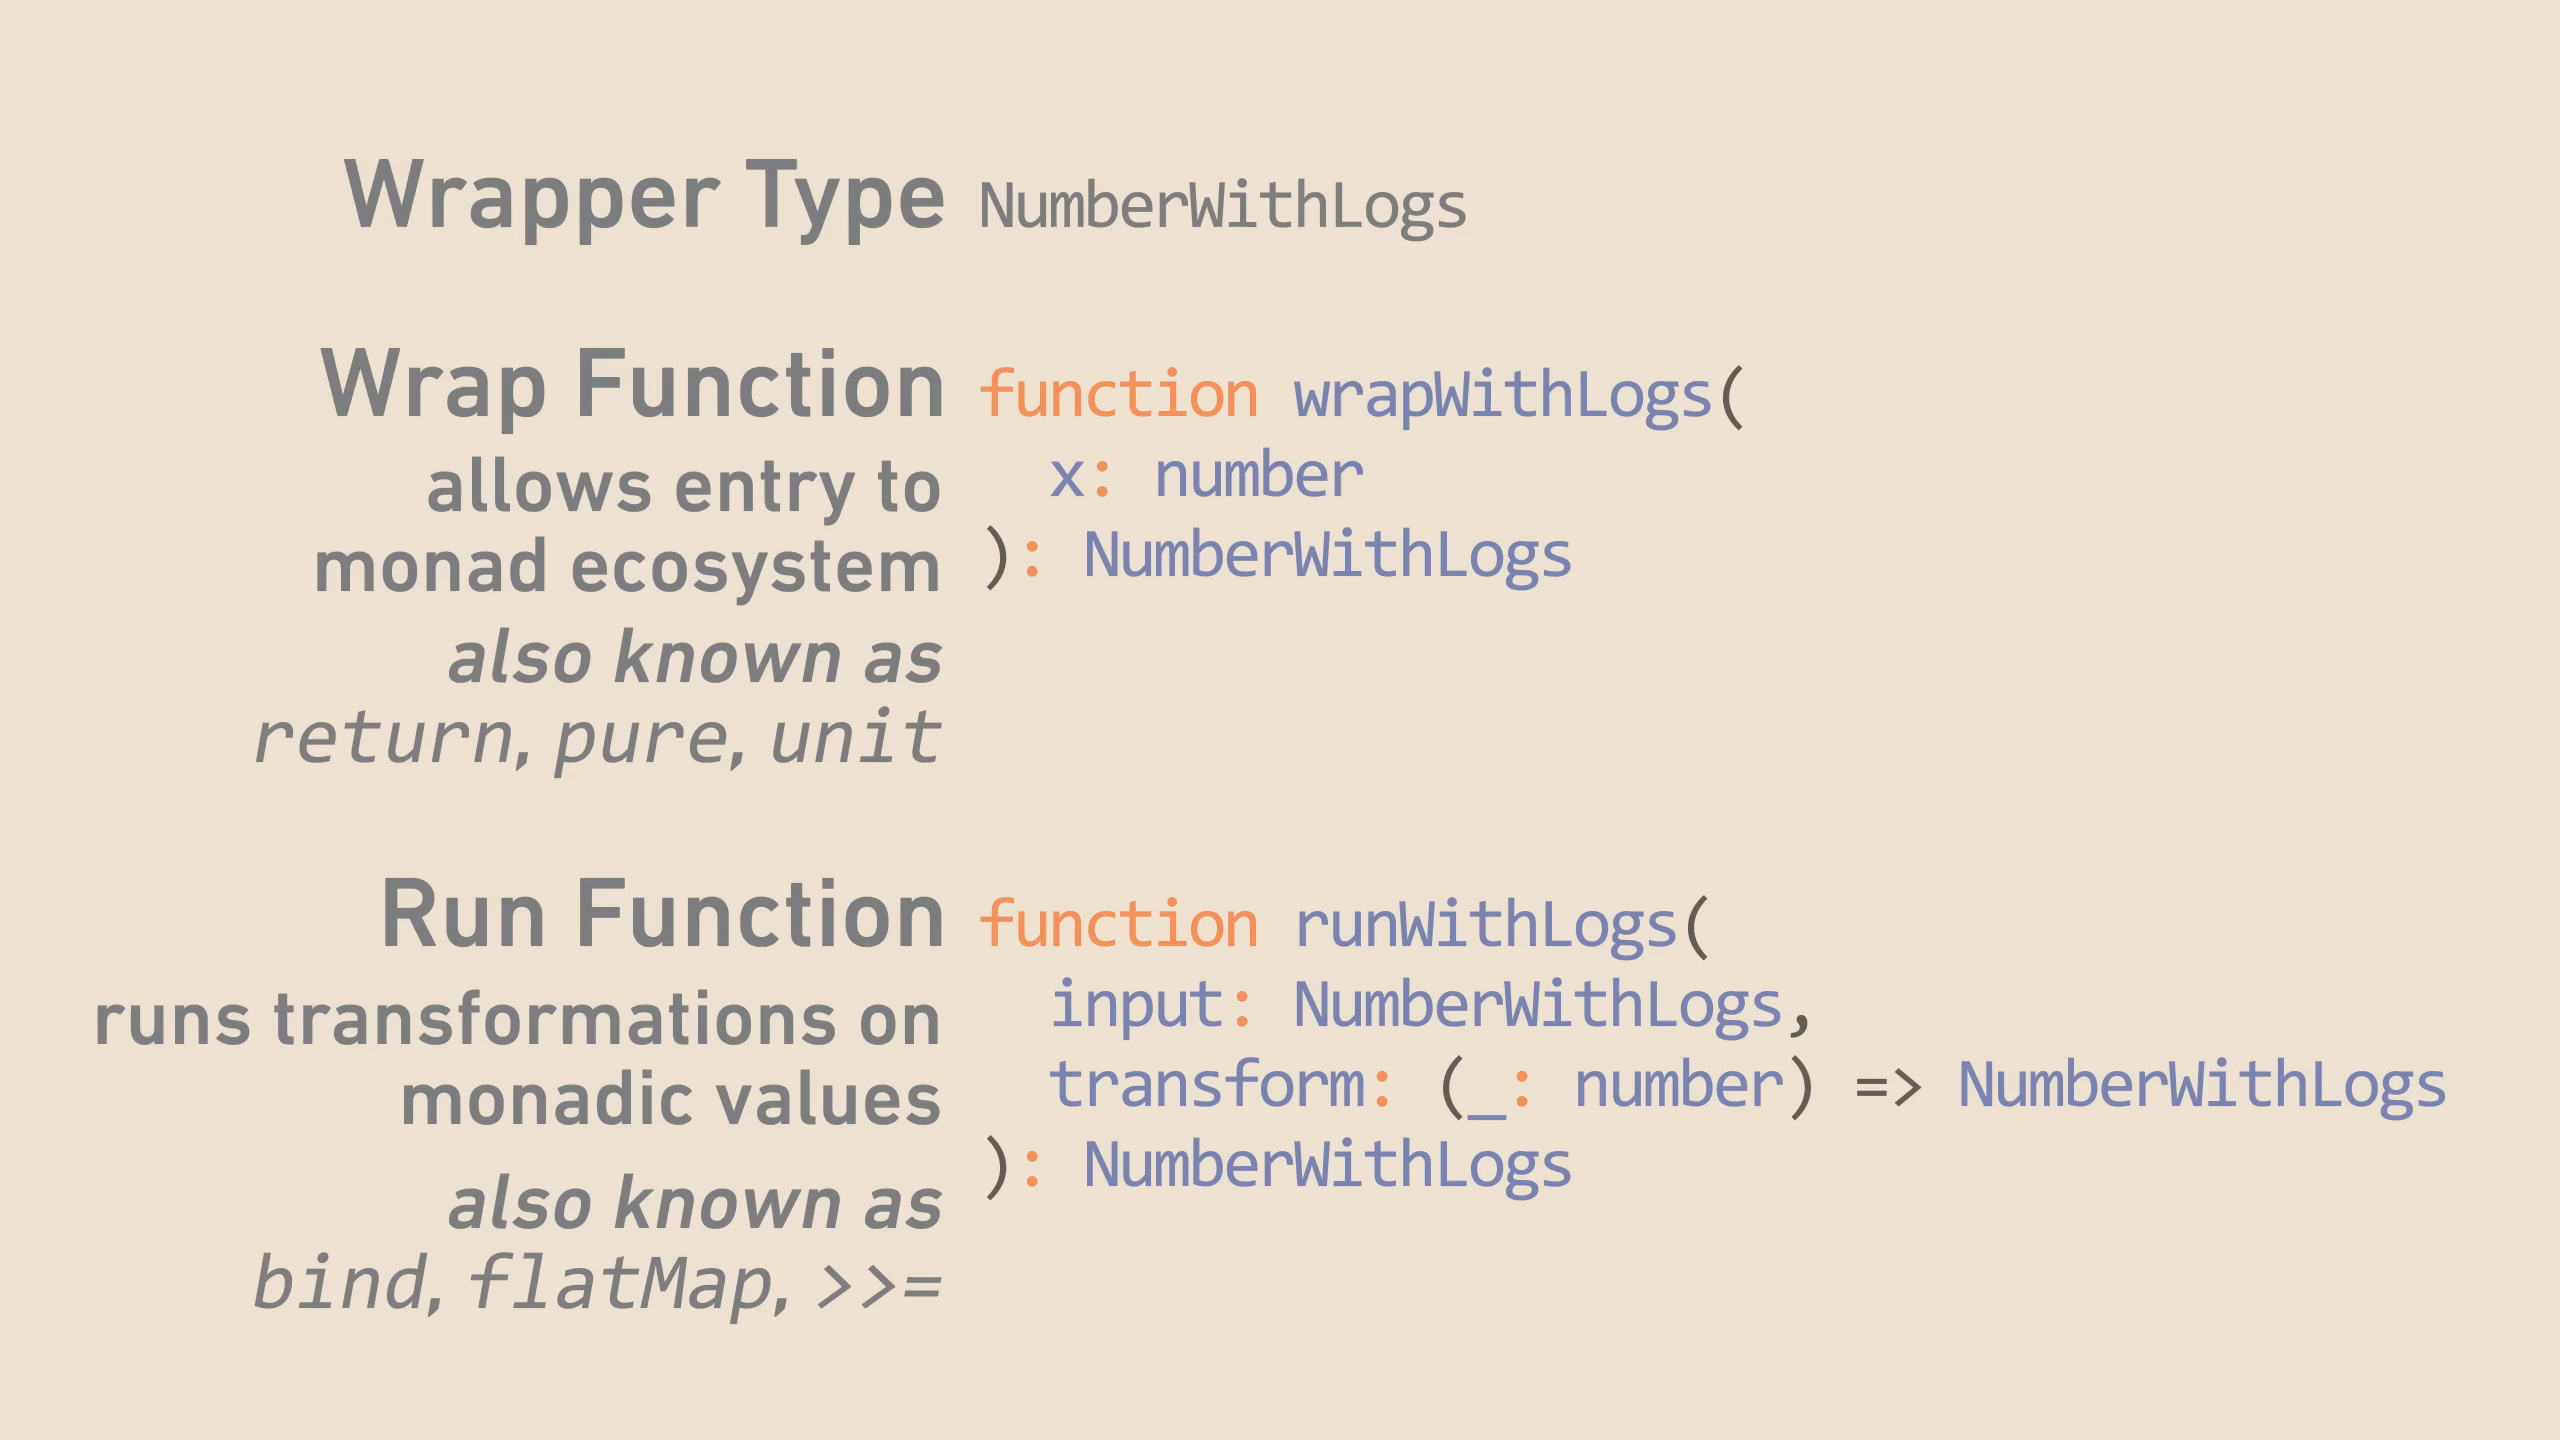 Wrapper Type NumberWithLogs
Wrap Function function wrapWithLogs(
allows entry to x: number
monad ecosystem ): NumberWithLogs
also known as
return, pure, unit
Run Function function runWithLogs(
runs transformations on input: NumberWithLogs,
monadic values transform: (_: number) => NumberWithLogs
also known as ): NumberWithLogs
bind, flatMap, >>=